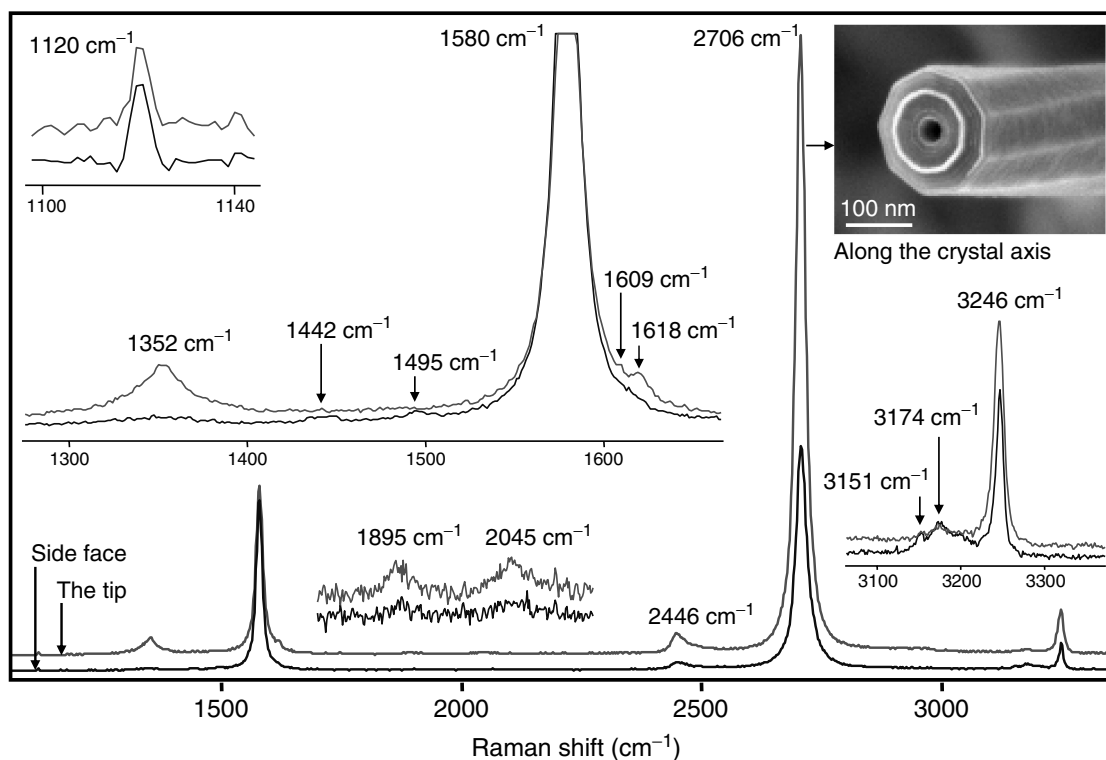 1120 cm⁻¹
1580 cm⁻¹
2706 cm⁻¹
1100
1140
100 nm
Along the crystal axis
1352 cm⁻¹
1442 cm⁻¹
1495 cm⁻¹
1609 cm⁻¹
1618 cm⁻¹
3246 cm⁻¹
3174 cm⁻¹
3151 cm⁻¹
1300
1400
1500
1600
Side face
The tip
1895 cm⁻¹
2045 cm⁻¹
2446 cm⁻¹
3100
3200
3300
1500
2000
2500
3000
Raman shift (cm⁻¹)